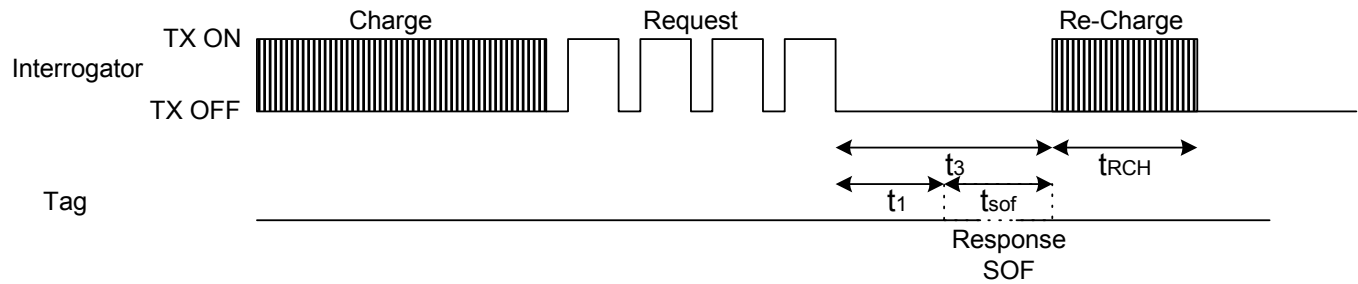 Charge
Request
Re-Charge
TX ON
Interrogator
TX OFF
t3
tRCH
t1
tsof
Tag
Response
SOF